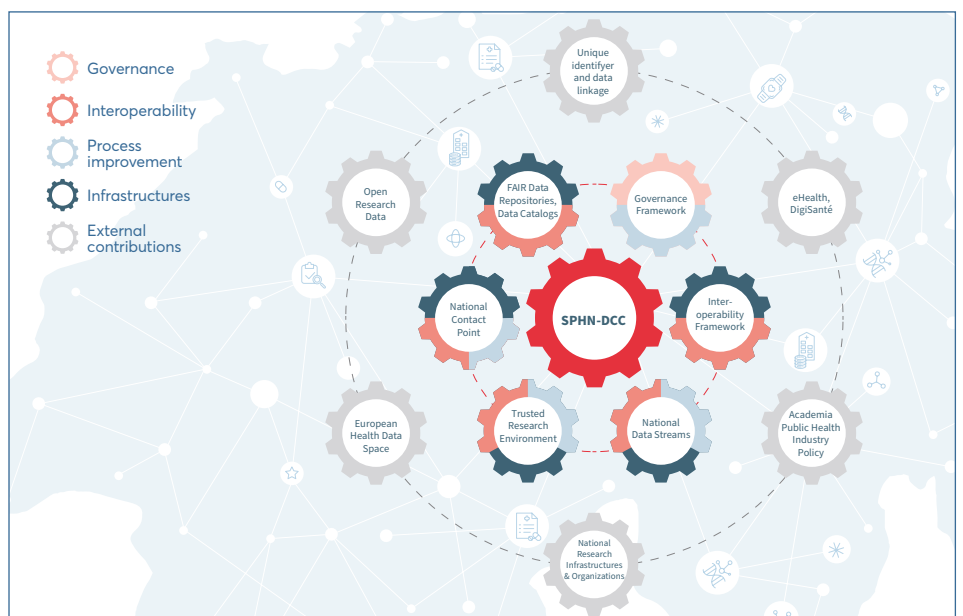 Governance
Interoperability
Process
improvement
Infrastructures
External
contributions
Unique
identifyer
and data
linkage
Open
Research
Data
FAIR Data
Repositories,
Data Catalogs
Governance
Framework
eHealth,
DigiSanté
National
Contact
Point
SPHN-DCC
Inter-
operability
Framework
European
Health Data
Space
Trusted
Research
Environment
National
Data Streams
Academia
Public Health
Industry
Policy
National
Research
Infrastructures
& Organizations